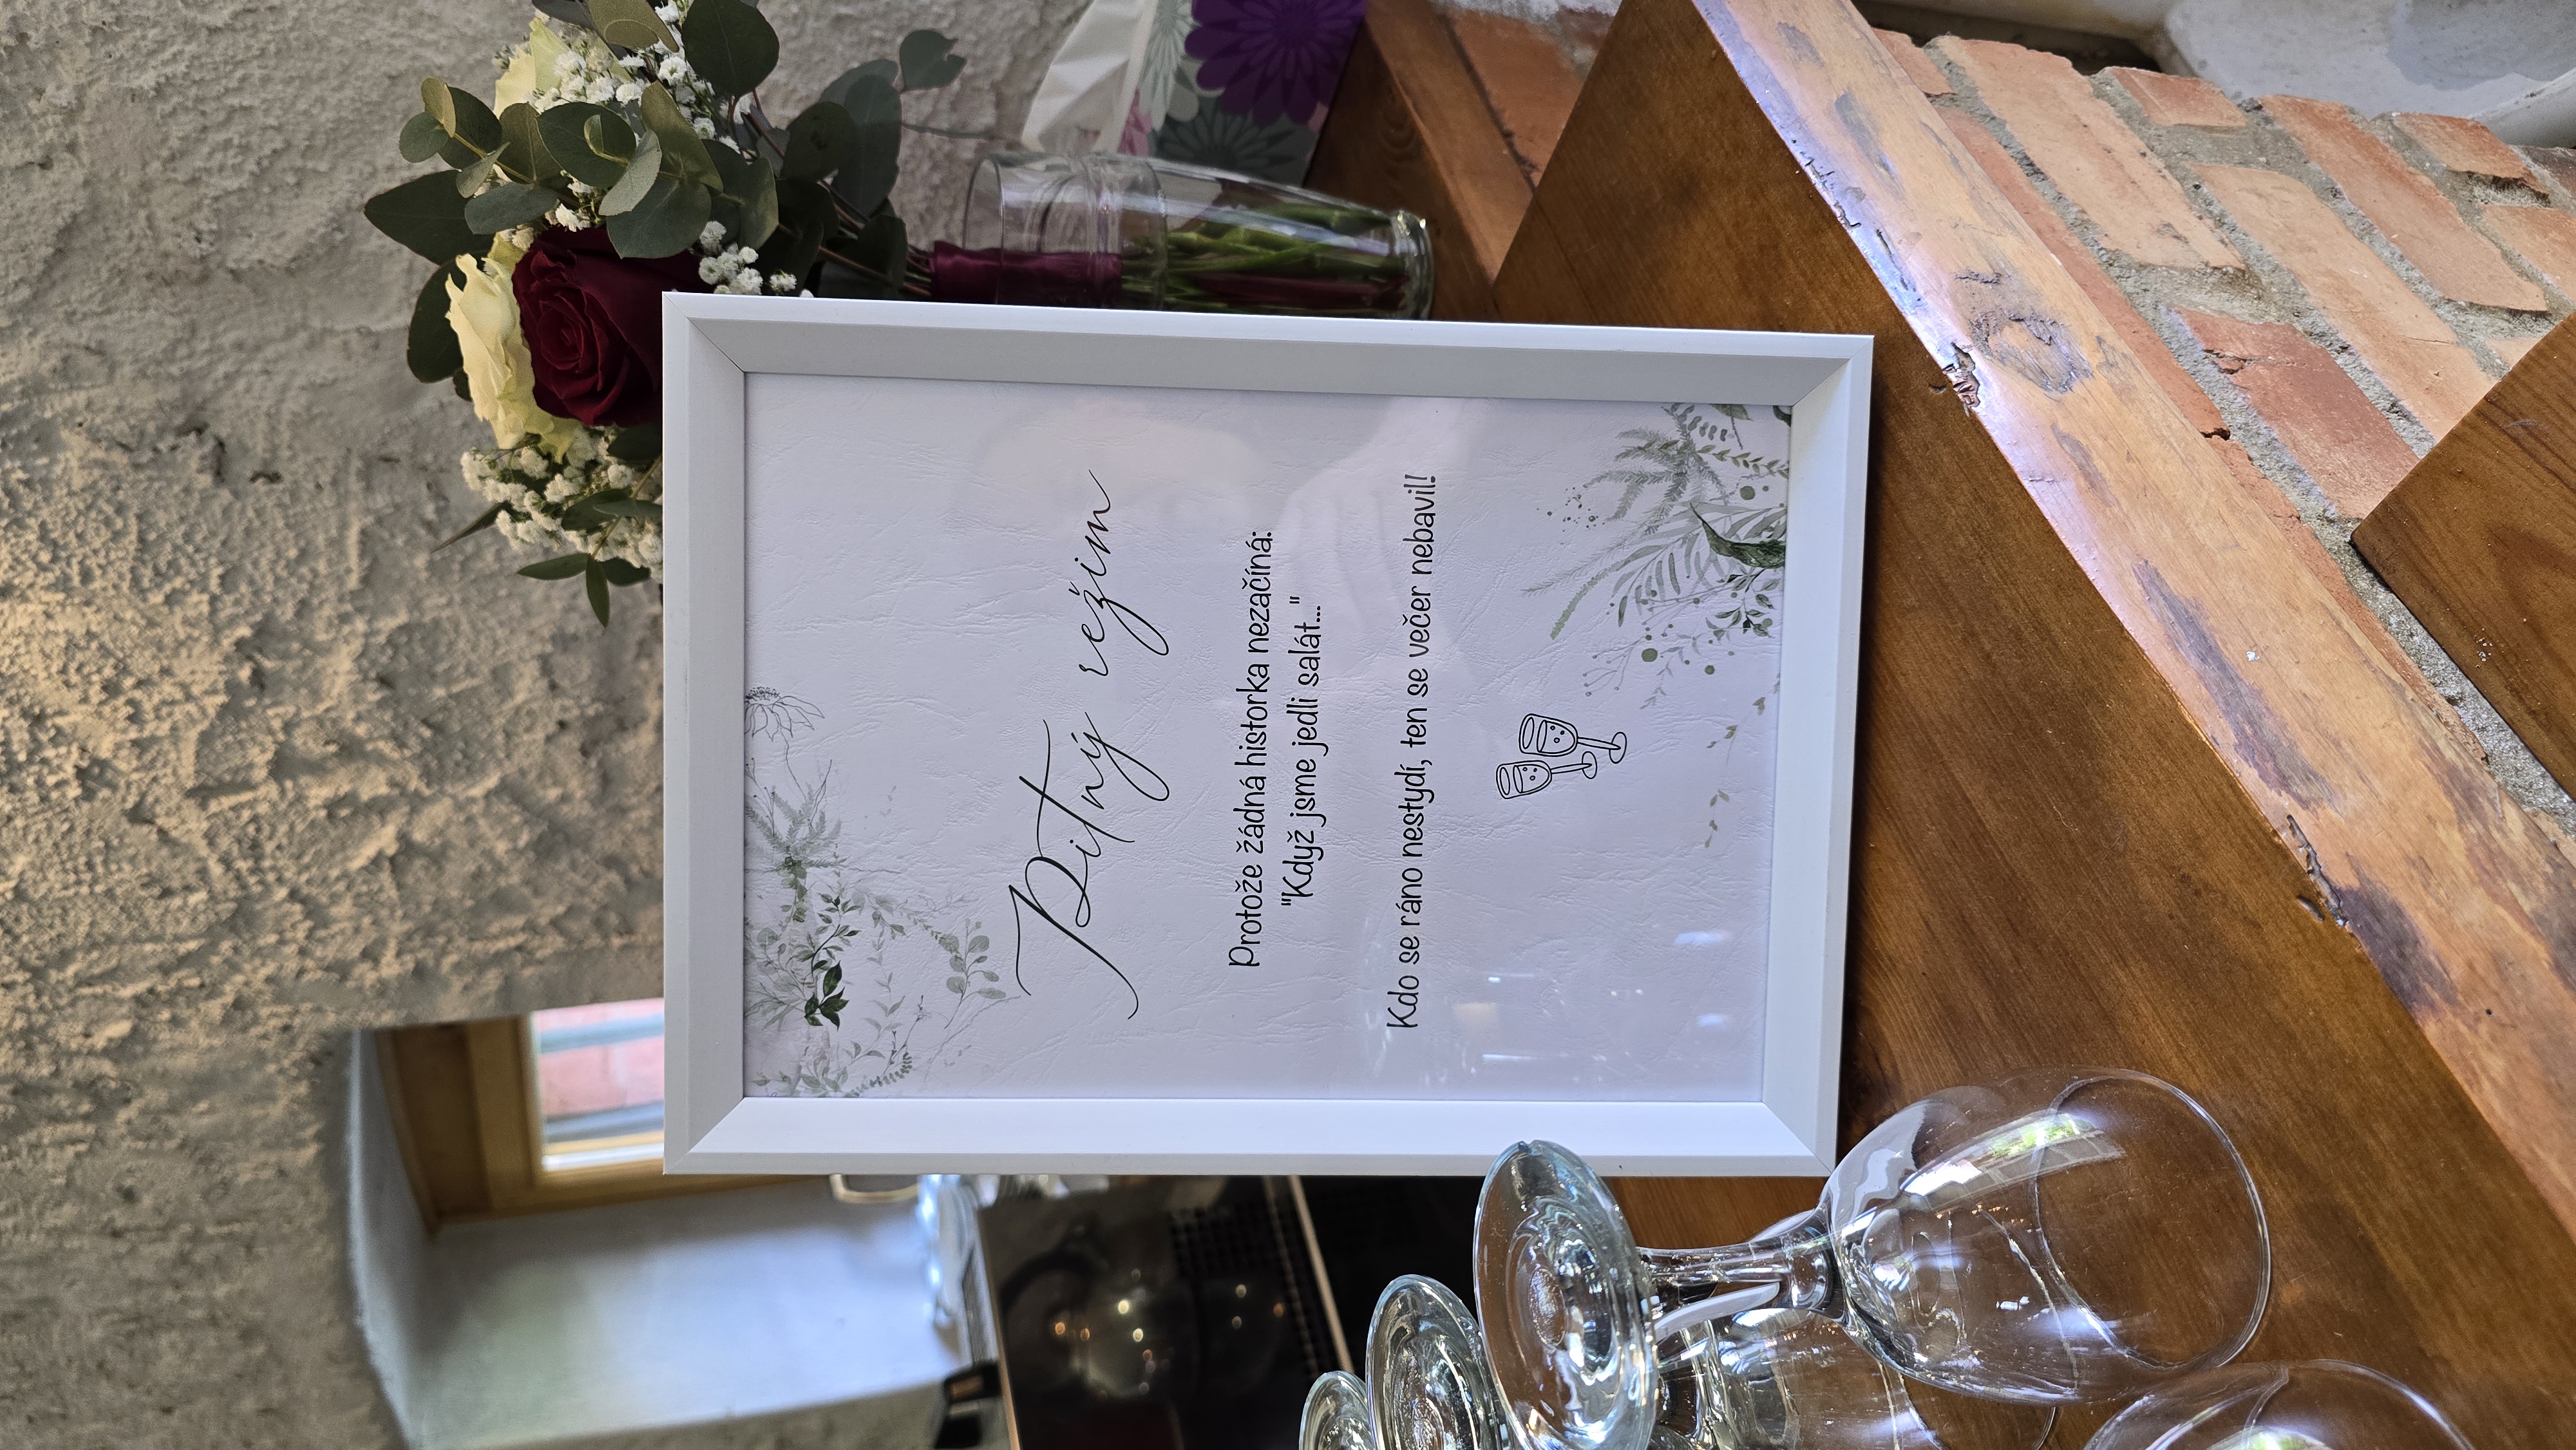 Pitný režim
Protože žádná historka nezačíná:
"Když jsme jedli salát..."
Kdo se ráno nestydí, ten se večer nebavil!